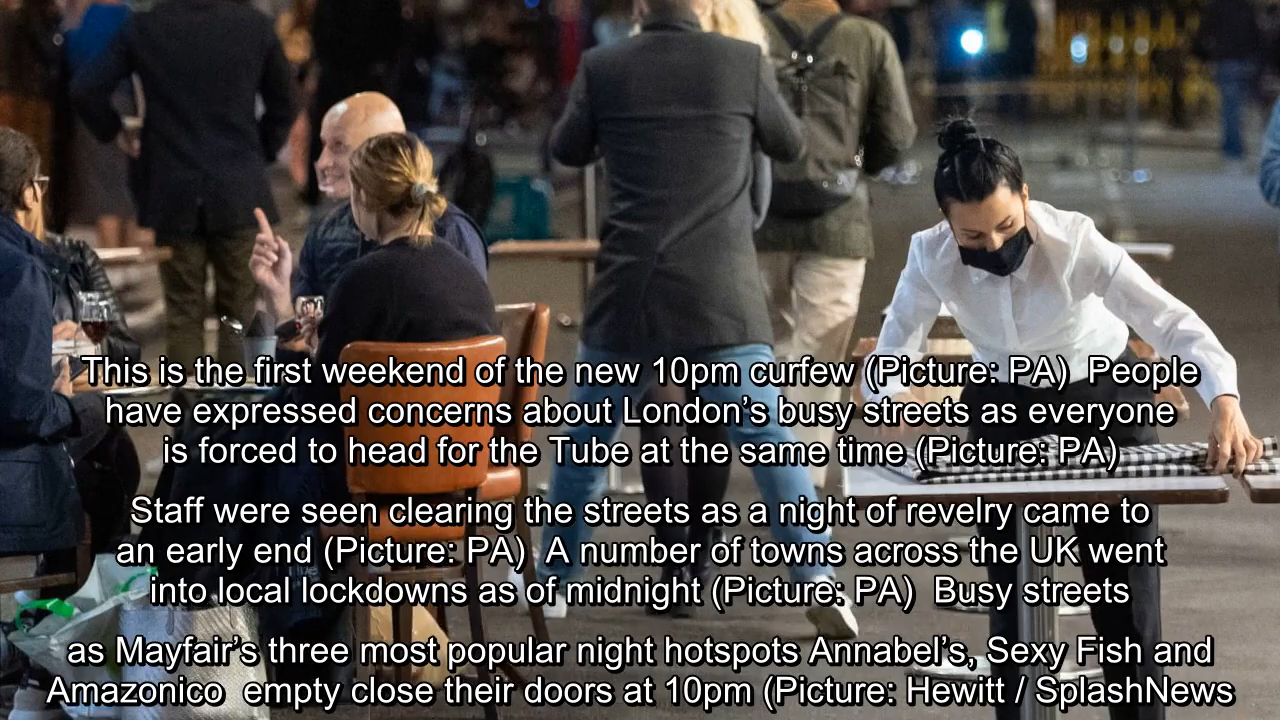 This is the first weekend of the new 10pm curfew (Picture: PA)  People
have expressed concerns about London’s busy streets as everyone
is forced to head for the Tube at the same time (Picture: PA)
Staff were seen clearing the streets as a night of revelry came to
an early end (Picture: PA)  A number of towns across the UK went
into local lockdowns as of midnight (Picture: PA)  Busy streets
as Mayfair’s three most popular night hotspots Annabel’s, Sexy Fish and
Amazonico  empty close their doors at 10pm (Picture: Hewitt / SplashNews